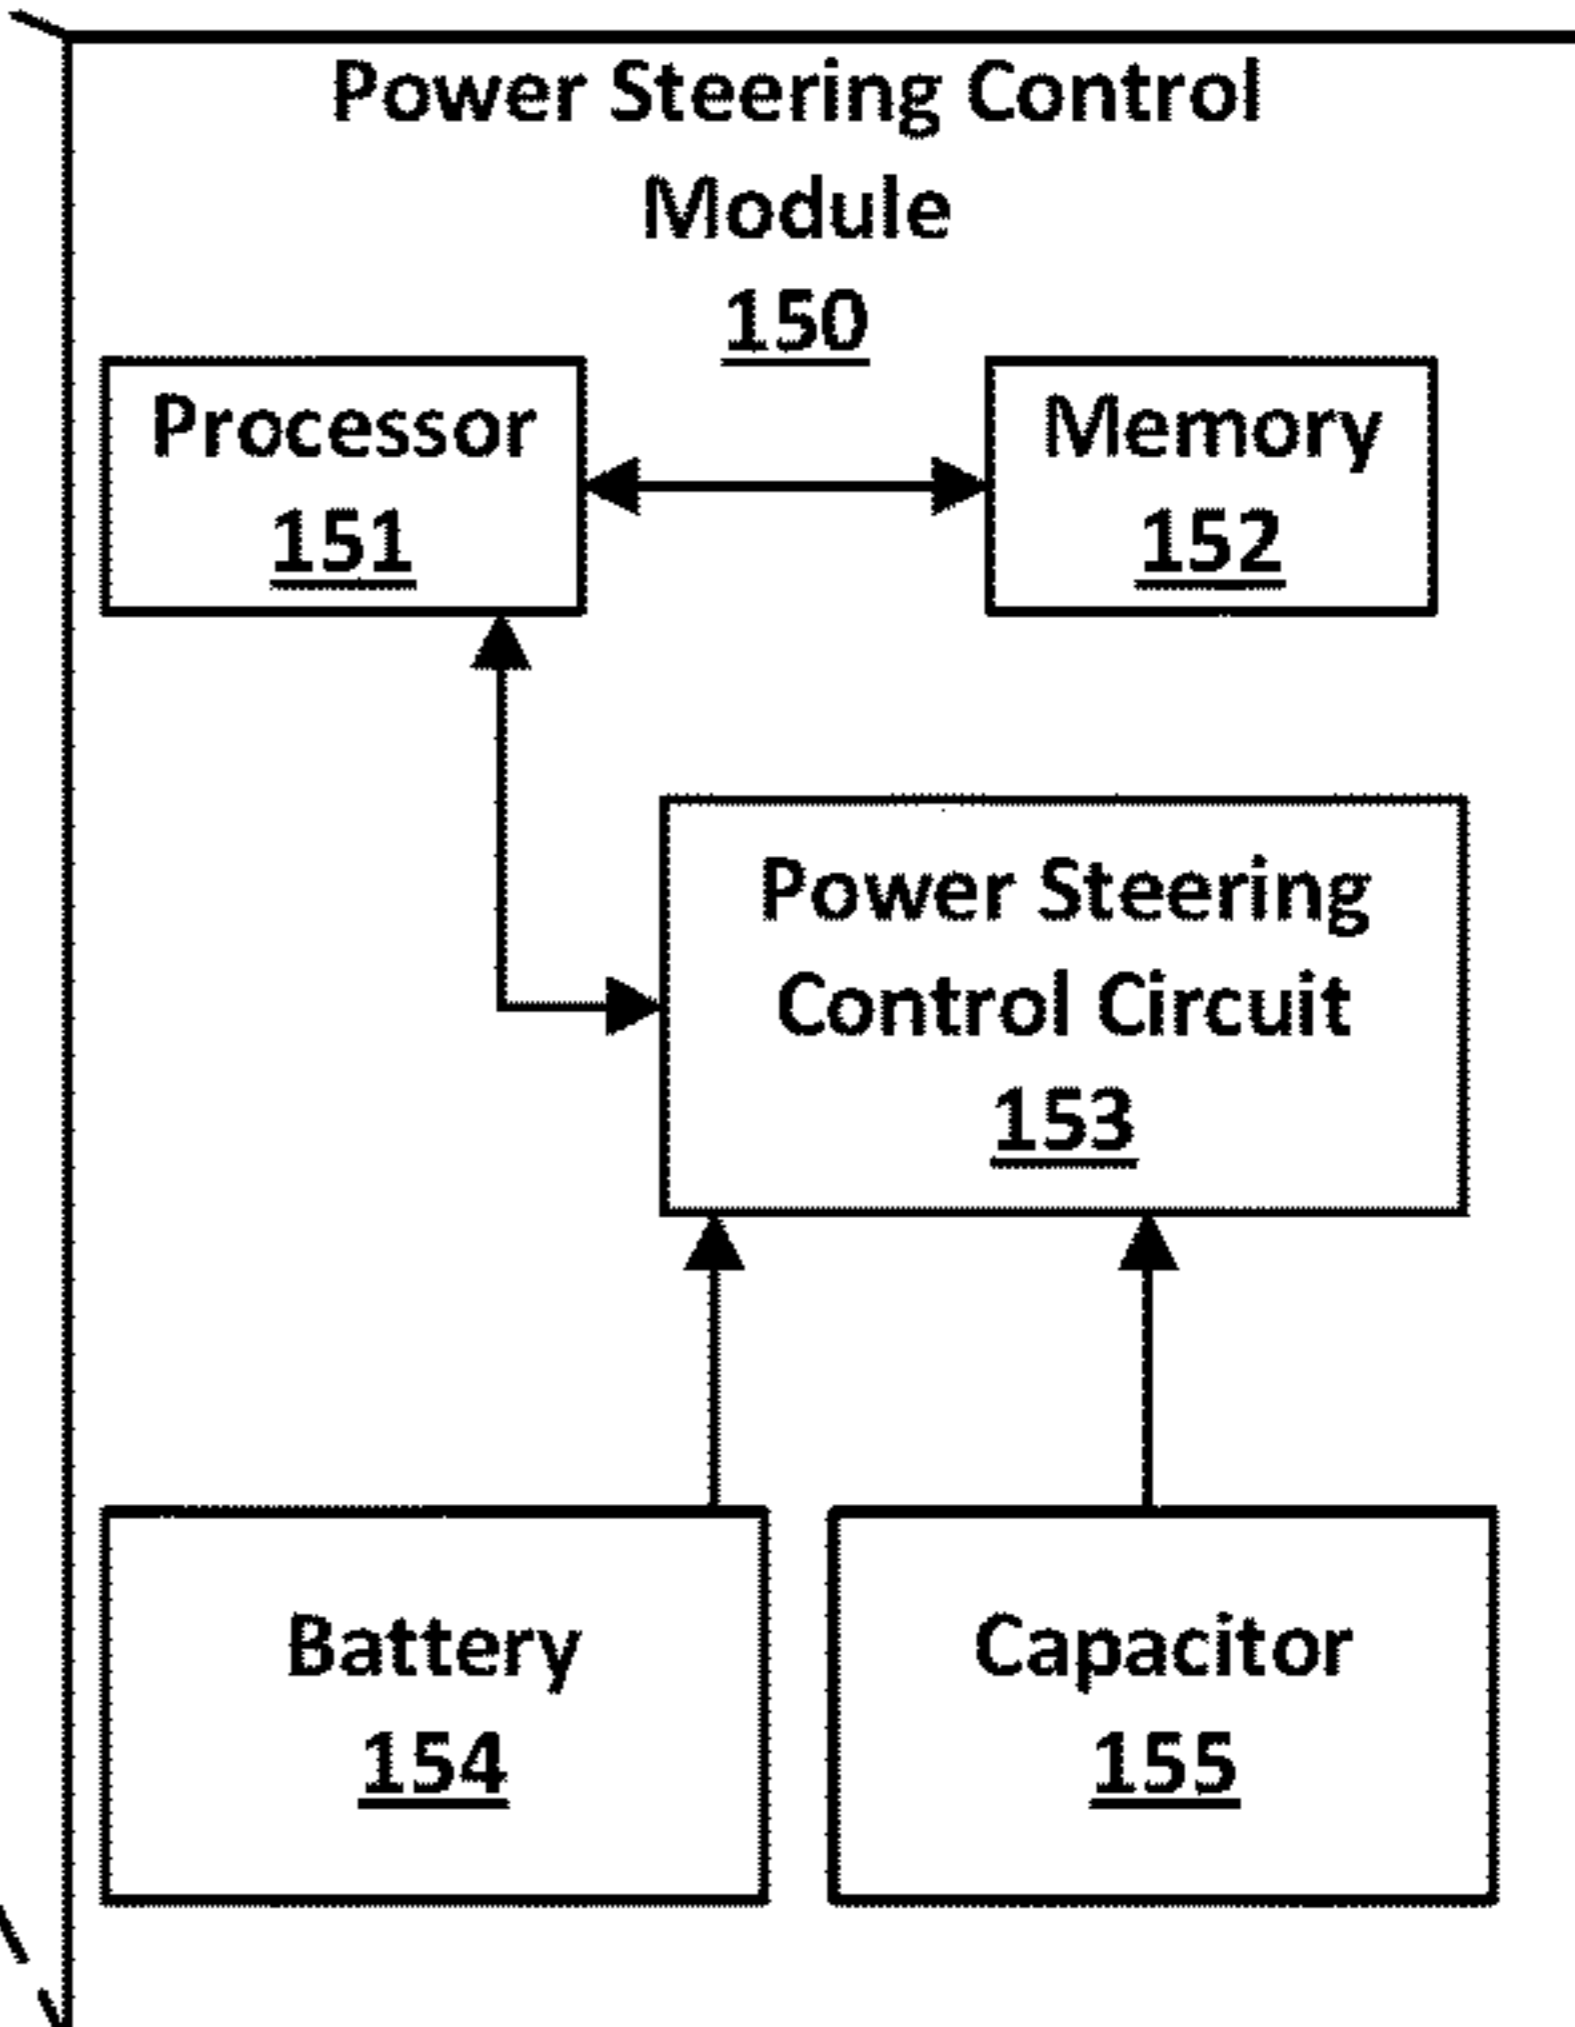 Power Steering Control
Module
150
Processor
151
Memory
152
Power Steering
Control Circuit
153
Battery
154
Capacitor
155